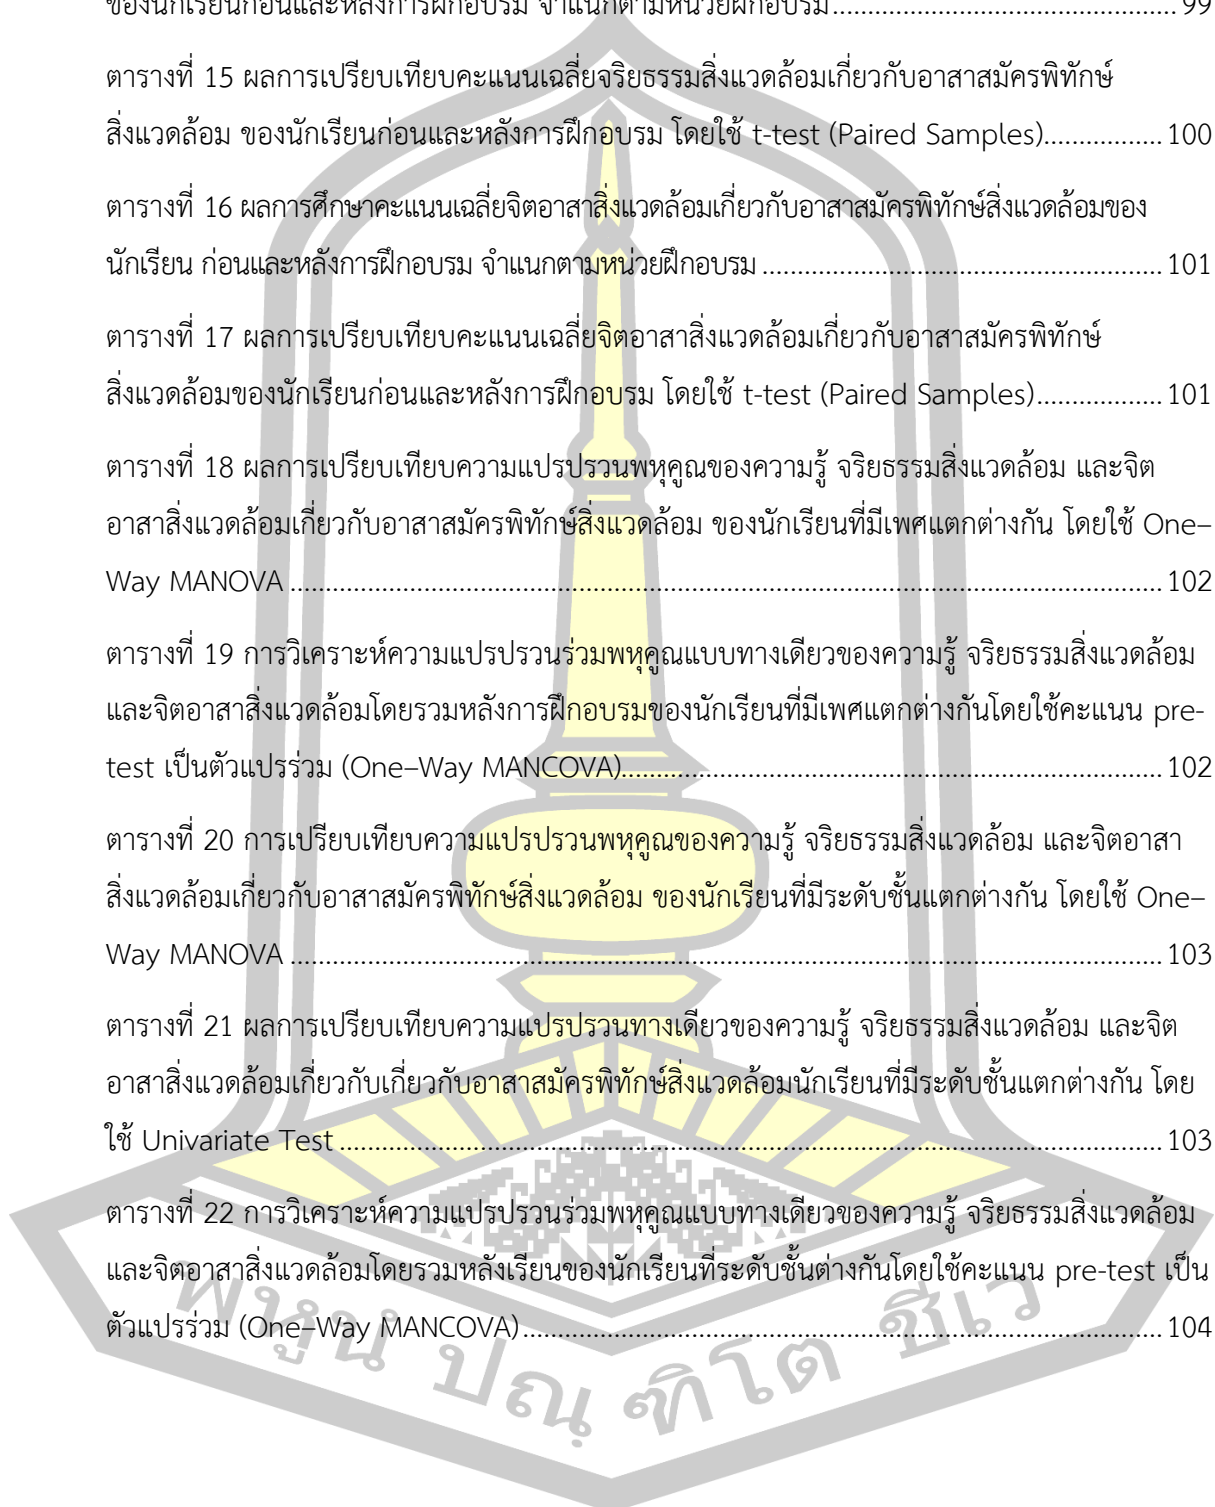 ของนักเรียนก่อนและหลังการฝึกอบรม จำแนกตามหน่วยฝึกอบรม ........................................... 99
ตารางที่ 15 ผลการเปรียบเทียบคะแนนเฉลี่ยจริยธรรมสิ่งแวดล้อมเกี่ยวกับอาสาสมัครพิทักษ์
สิ่งแวดล้อม ของนักเรียนก่อนและหลังการฝึกอบรม โดยใช้ t-test (Paired Samples)................. 100
ตารางที่ 16 ผลการศึกษาคะแนนเฉลี่ยจิตอาสาสิ่งแวดล้อมเกี่ยวกับอาสาสมัครพิทักษ์สิ่งแวดล้อมของ
นักเรียน ก่อนและหลังการฝึกอบรม จำแนกตามหน่วยฝึกอบรม ......................................................... 101
ตารางที่ 17 ผลการเปรียบเทียบคะแนนเฉลี่ยจิตอาสาสิ่งแวดล้อมเกี่ยวกับอาสาสมัครพิทักษ์
สิ่งแวดล้อมของนักเรียนก่อนและหลังการฝึกอบรม โดยใช้ t-test (Paired Samples).................. 101
ตารางที่ 18 ผลการเปรียบเทียบความแปรปรวนพหุคูณของความรู้ จริยธรรมสิ่งแวดล้อม และจิต
อาสาสิ่งแวดล้อมเกี่ยวกับอาสาสมัครพิทักษ์สิ่งแวดล้อม ของนักเรียนที่มีเพศแตกต่างกัน โดยใช้ One–
Way MANOVA ............................................................................................................................. 102
ตารางที่ 19 การวิเคราะห์ความแปรปรวนร่วมพหุคูณแบบทางเดียวของความรู้ จริยธรรมสิ่งแวดล้อม
และจิตอาสาสิ่งแวดล้อมโดยรวมหลังการฝึกอบรมของนักเรียนที่มีเพศแตกต่างกันโดยใช้คะแนน pre-
test เป็นตัวแปรร่วม (One–Way MANCOVA)............................................................................. 102
ตารางที่ 20 การเปรียบเทียบความแปรปรวนพหุคูณของความรู้ จริยธรรมสิ่งแวดล้อม และจิตอาสา
สิ่งแวดล้อมเกี่ยวกับอาสาสมัครพิทักษ์สิ่งแวดล้อม ของนักเรียนที่มีระดับชั้นแตกต่างกัน โดยใช้ One–
Way MANOVA ............................................................................................................................. 103
ตารางที่ 21 ผลการเปรียบเทียบความแปรปรวนทางเดียวของความรู้ จริยธรรมสิ่งแวดล้อม และจิต
อาสาสิ่งแวดล้อมเกี่ยวกับเกี่ยวกับอาสาสมัครพิทักษ์สิ่งแวดล้อมนักเรียนที่มีระดับชั้นแตกต่างกัน โดย
ใช้ Univariate Test ...................................................................................................................... 103
ตารางที่ 22 การวิเคราะห์ความแปรปรวนร่วมพหุคูณแบบทางเดียวของความรู้ จริยธรรมสิ่งแวดล้อม
และจิตอาสาสิ่งแวดล้อมโดยรวมหลังเรียนของนักเรียนที่ระดับชั้นต่างกันโดยใช้คะแนน pre-test เป็น
ตัวแปรร่วม (One–Way MANCOVA)........................................................................................... 104
พหูนํ ปณฺฑิโต ชีเว